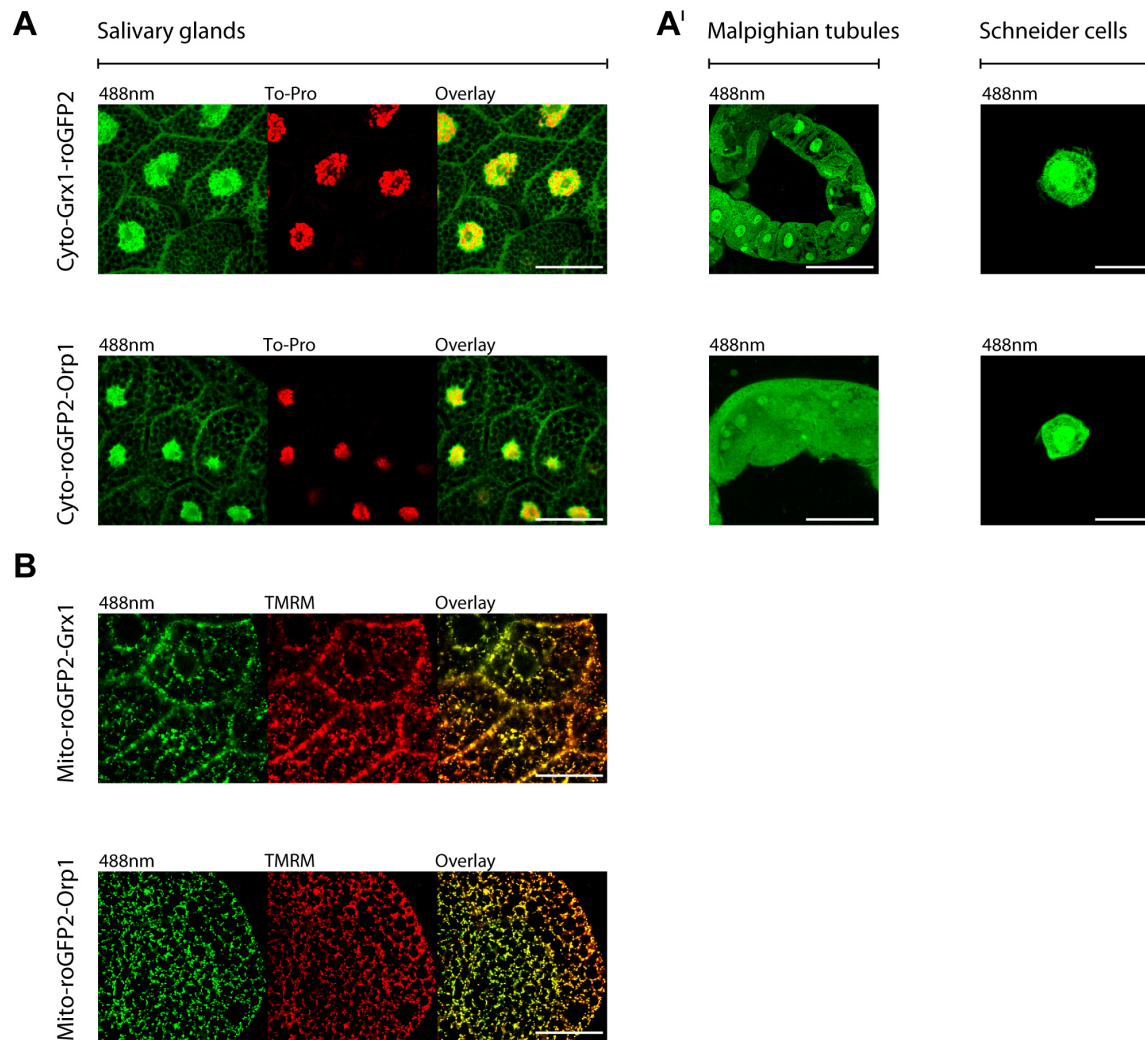 A
Salivary glands
A'
Malpighian tubules
Schneider cells
Cyto-Grx1-roGFP2
488nm
To-Pro
Overlay
488nm
488nm
Cyto-roGFP2-Orp1
488nm
To-Pro
Overlay
488nm
488nm
B
Mito-roGFP2-Grx1
488nm
TMRM
Overlay
Mito-roGFP2-Orp1
488nm
TMRM
Overlay